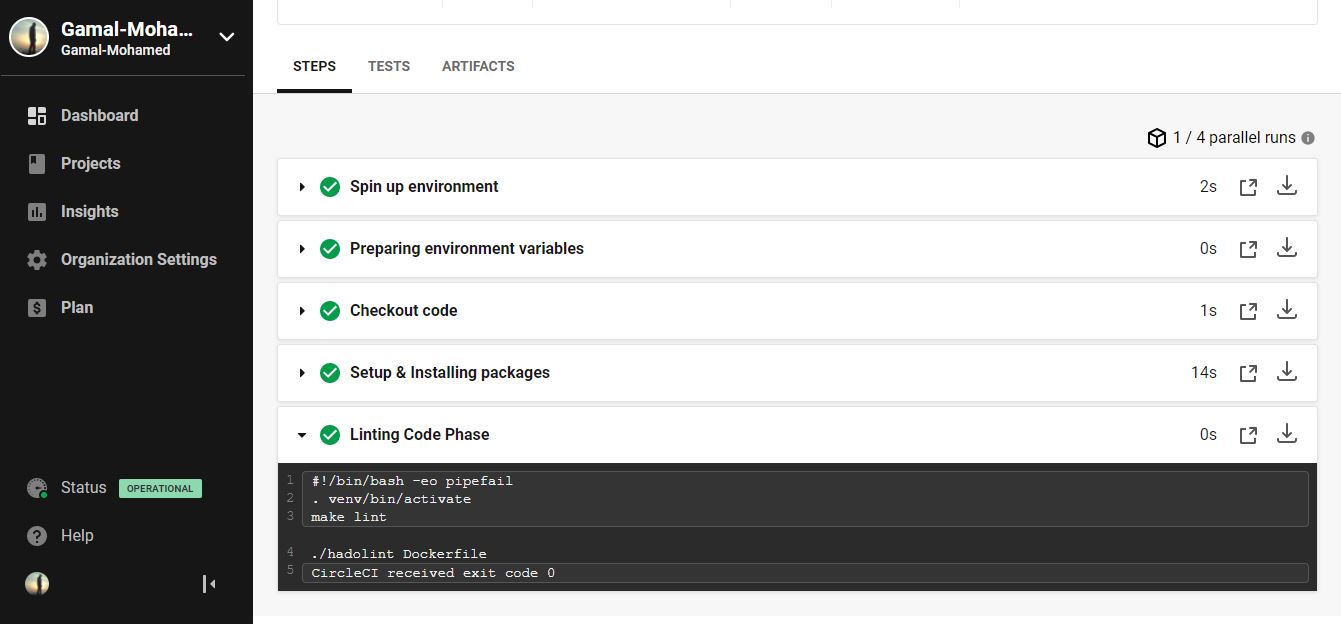 Gamal-Moha...
Gamal-Mohamed
Dashboard
Projects
Insights
Organization Settings
Plan
Status OPERATIONAL
Help
STEPS TESTS ARTIFACTS
1 / 4 parallel runs
Spin up environment 2s
Preparing environment variables 0s
Checkout code 1s
Setup & Installing packages 14s
Linting Code Phase 0s
1 #!/bin/bash -eo pipefail
2 . venv/bin/activate
3 make lint
4 ./hadolint Dockerfile
5 CircleCI received exit code 0